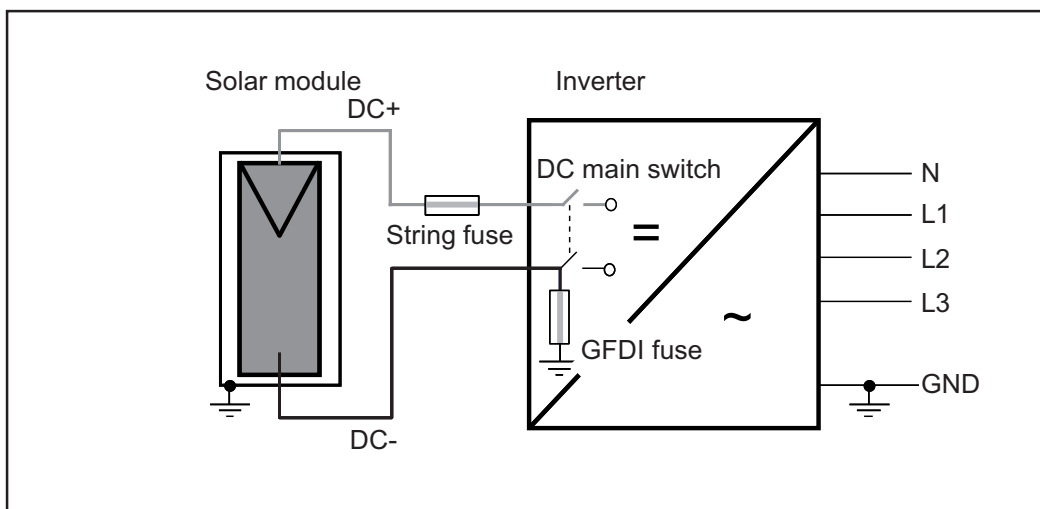 Solar module
Inverter
DC+
DC main switch
N
L1
String fuse
=
L2
~
L3
GFDI fuse
GND
DC-